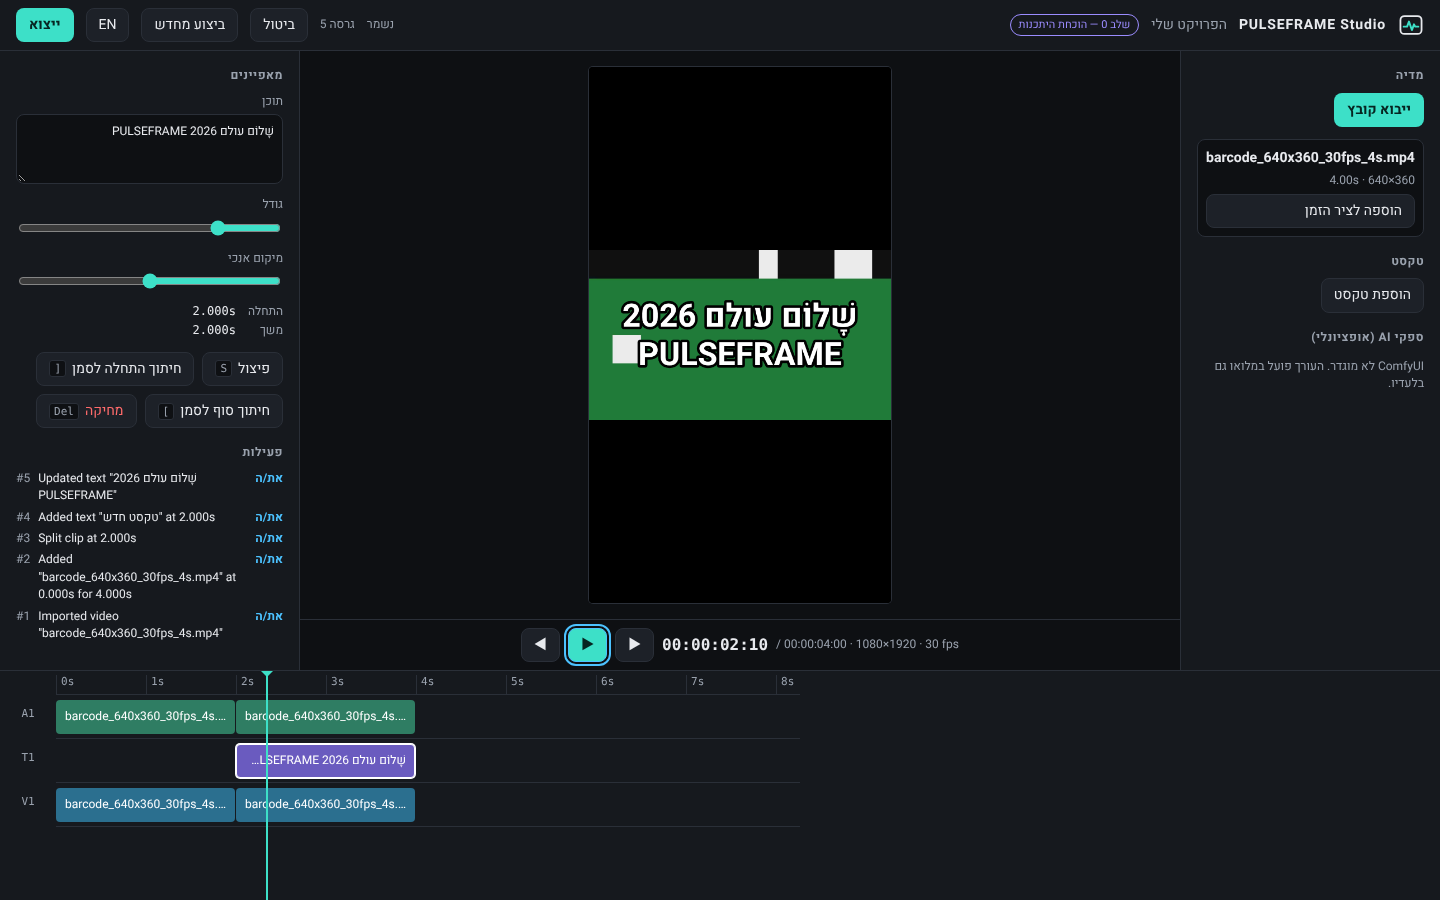 PULSEFRAME Studio
הפרויקט שלי
שלב 0 — הוכחת היתכנות
נשמר
גרסה 5
ביטול
ביצוע מחדש
EN
ייצוא
מדיה
ייבוא קובץ
barcode_640x360_30fps_4s.mp4
4.00s · 640×360
הוספה לציר הזמן
טקסט
הוספת טקסט
ספקי AI (אופציונלי)
ComfyUI לא מוגדר. העורך פועל במלואו גם
בלעדיו.
שָׁלוֹם עולם 2026
PULSEFRAME
00:00:02:10 / 00:00:04:00 · 1080×1920 · 30 fps
מאפיינים
תוכן
שָׁלוֹם עולם 2026 PULSEFRAME
גודל
מיקום אנכי
התחלה 2.000s
משך 2.000s
פיצול S
חיתוך התחלה לסמן [
חיתוך סוף לסמן ]
מחיקה Del
פעילות
את/ה
#5 Updated text "שָׁלוֹם עולם 2026
PULSEFRAME"
את/ה
#4 Added text "טקסט חדש" at 2.000s
את/ה
#3 Split clip at 2.000s
את/ה
#2 Added
"barcode_640x360_30fps_4s.mp4" at
0.000s for 4.000s
את/ה
#1 Imported video
"barcode_640x360_30fps_4s.mp4"
0s 1s 2s 3s 4s 5s 6s 7s 8s
A1 barcode_640x360_30fps_4s.… barcode_640x360_30fps_4s.…
T1 שָׁלוֹם עולם 2026 LSEFRAME…
V1 barcode_640x360_30fps_4s.… barcode_640x360_30fps_4s.…